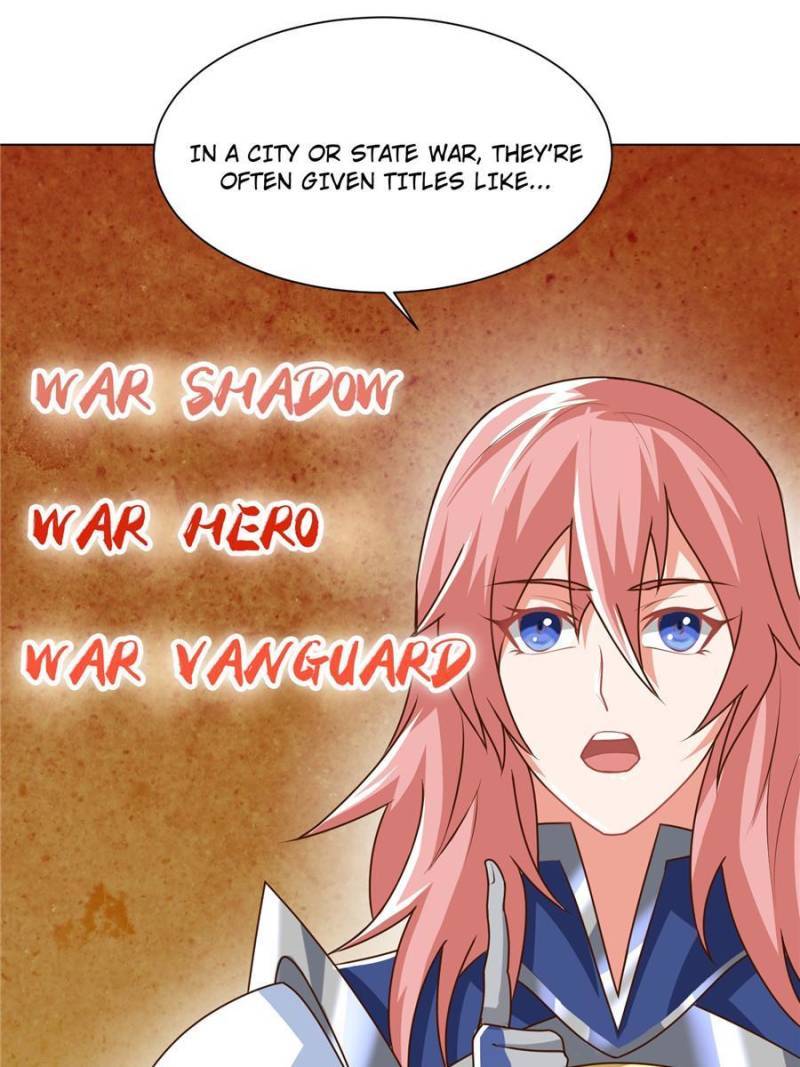 IN A CITY OR STATE WAR, THEY'RE
OFTEN GIVEN TITLES LIKE...
WAR SHADOW
WAR HERO
WAR VANGUARD